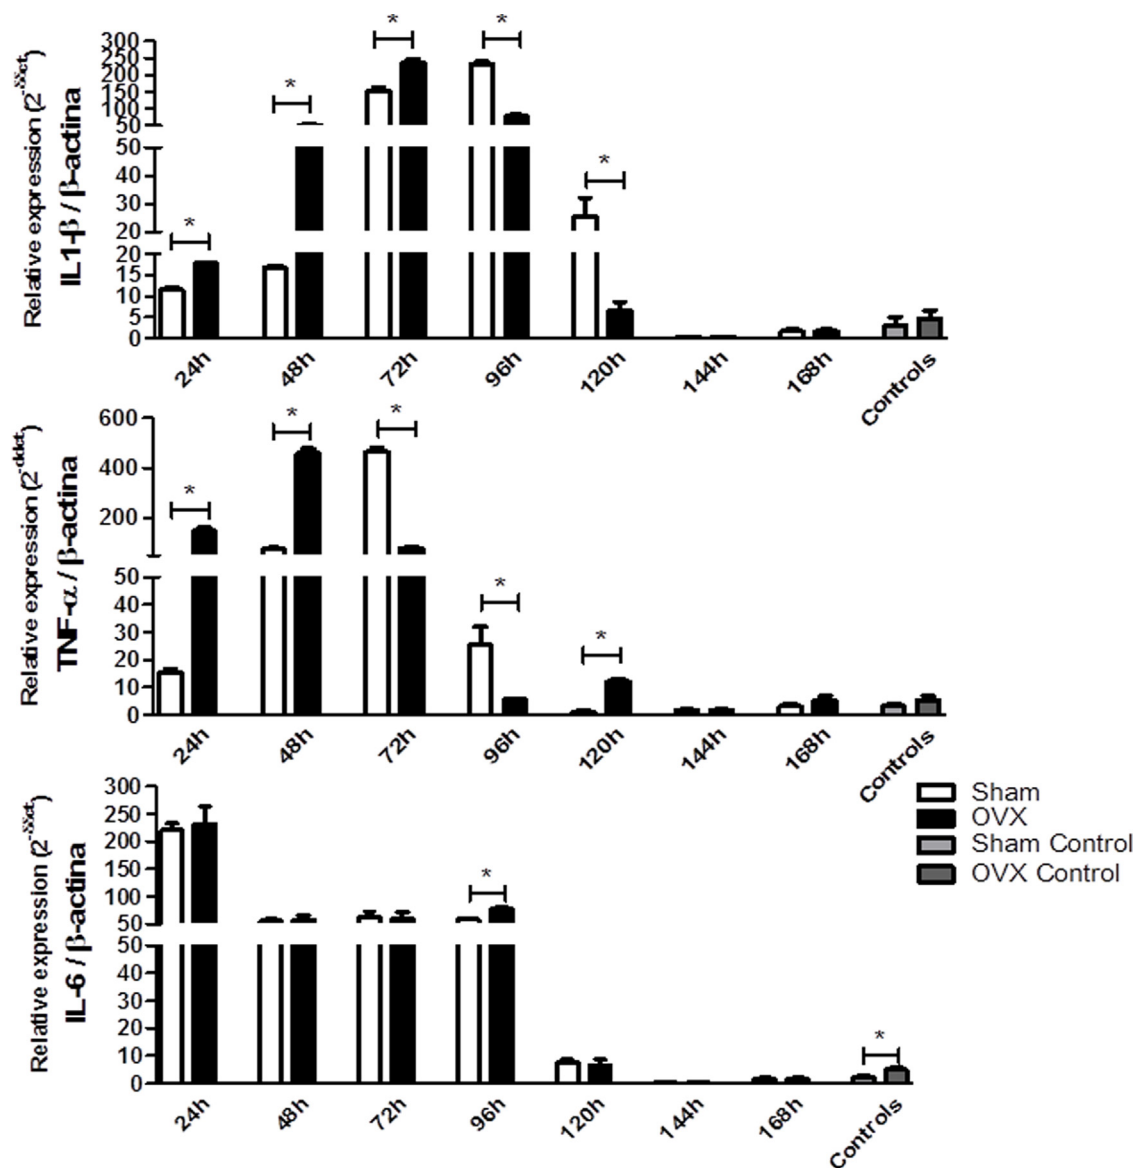 Relative expression (2^-δδct)
IL1-β / β-actina
300
250
200
150
100
50
50
40
30
20
20
15
10
5
0
*
*
*
*
*
24h
48h
72h
96h
120h
144h
168h
Controls
Relative expression (2^-ddct)
TNF-α / β-actina
600
400
200
50
40
30
20
10
0
*
*
*
*
*
24h
48h
72h
96h
120h
144h
168h
Controls
Relative expression (2^-δδct)
IL-6 / β-actina
300
250
200
150
100
50
50
40
30
20
10
0
*
*
24h
48h
72h
96h
120h
144h
168h
Controls
Sham
OVX
Sham Control
OVX Control